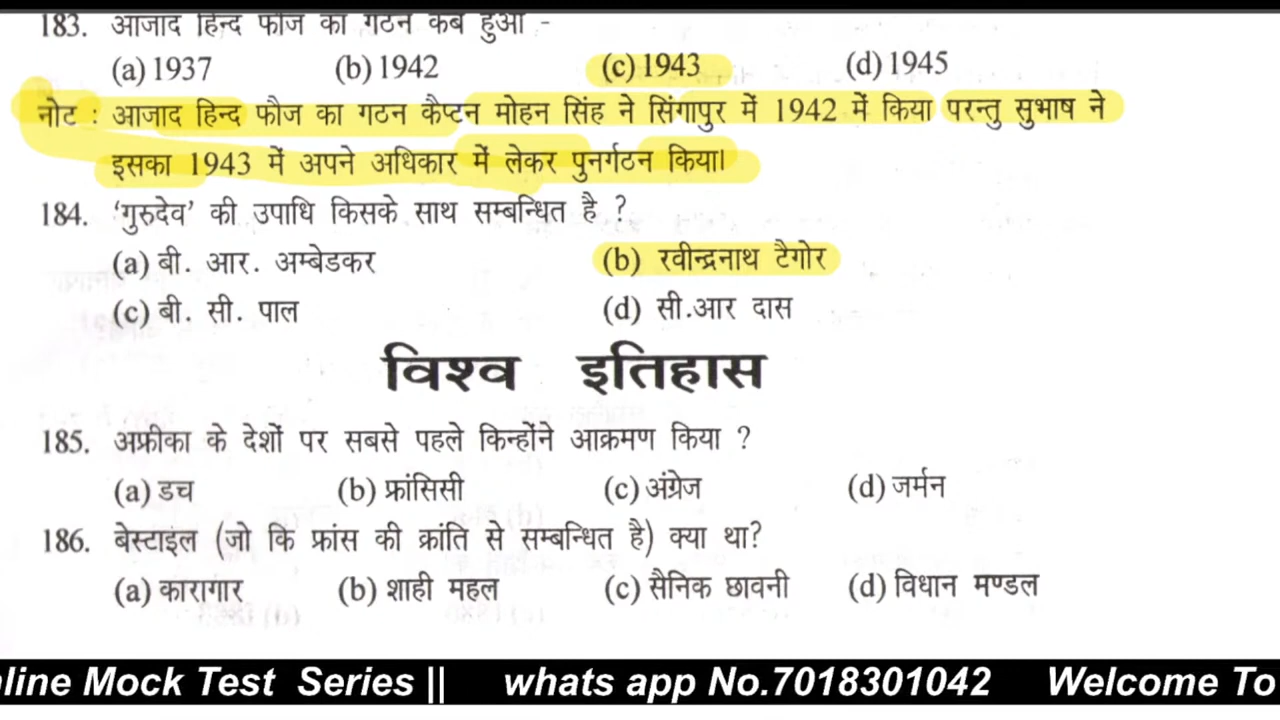 183. आजाद हिन्द फौज का गठन कब हुआ -
(a) 1937 (b) 1942 (c) 1943 (d) 1945
नोट : आजाद हिन्द फौज का गठन कैप्टन मोहन सिंह ने सिंगापुर में 1942 में किया परन्तु सुभाष ने
इसका 1943 में अपने अधिकार में लेकर पुनर्गठन किया।
184. ‘गुरुदेव’ की उपाधि किसके साथ सम्बन्धित है ?
(a) बी. आर. अम्बेडकर (b) रवीन्द्रनाथ टैगोर
(c) बी. सी. पाल (d) सी.आर दास
विश्व इतिहास
185. अफ्रीका के देशों पर सबसे पहले किन्होंने आक्रमण किया ?
(a) डच (b) फ्रांसिसी (c) अंग्रेज (d) जर्मन
186. बेस्टाइल (जो कि फ्रांस की क्रांति से सम्बन्धित है) क्या था?
(a) कारागार (b) शाही महल (c) सैनिक छावनी (d) विधान मण्डल
nline Mock Test Series || whats app No.7018301042 Welcome To